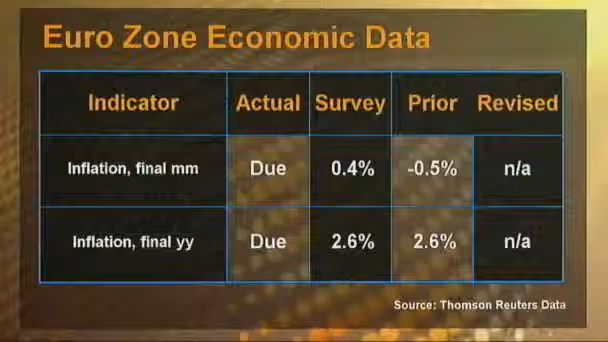 Euro Zone Economic Data
Indicator Actual Survey Prior Revised
Inflation, final mm Due 0.4% -0.5% n/a
Inflation, final yy Due 2.6% 2.6% n/a
Source: Thomson Reuters Data